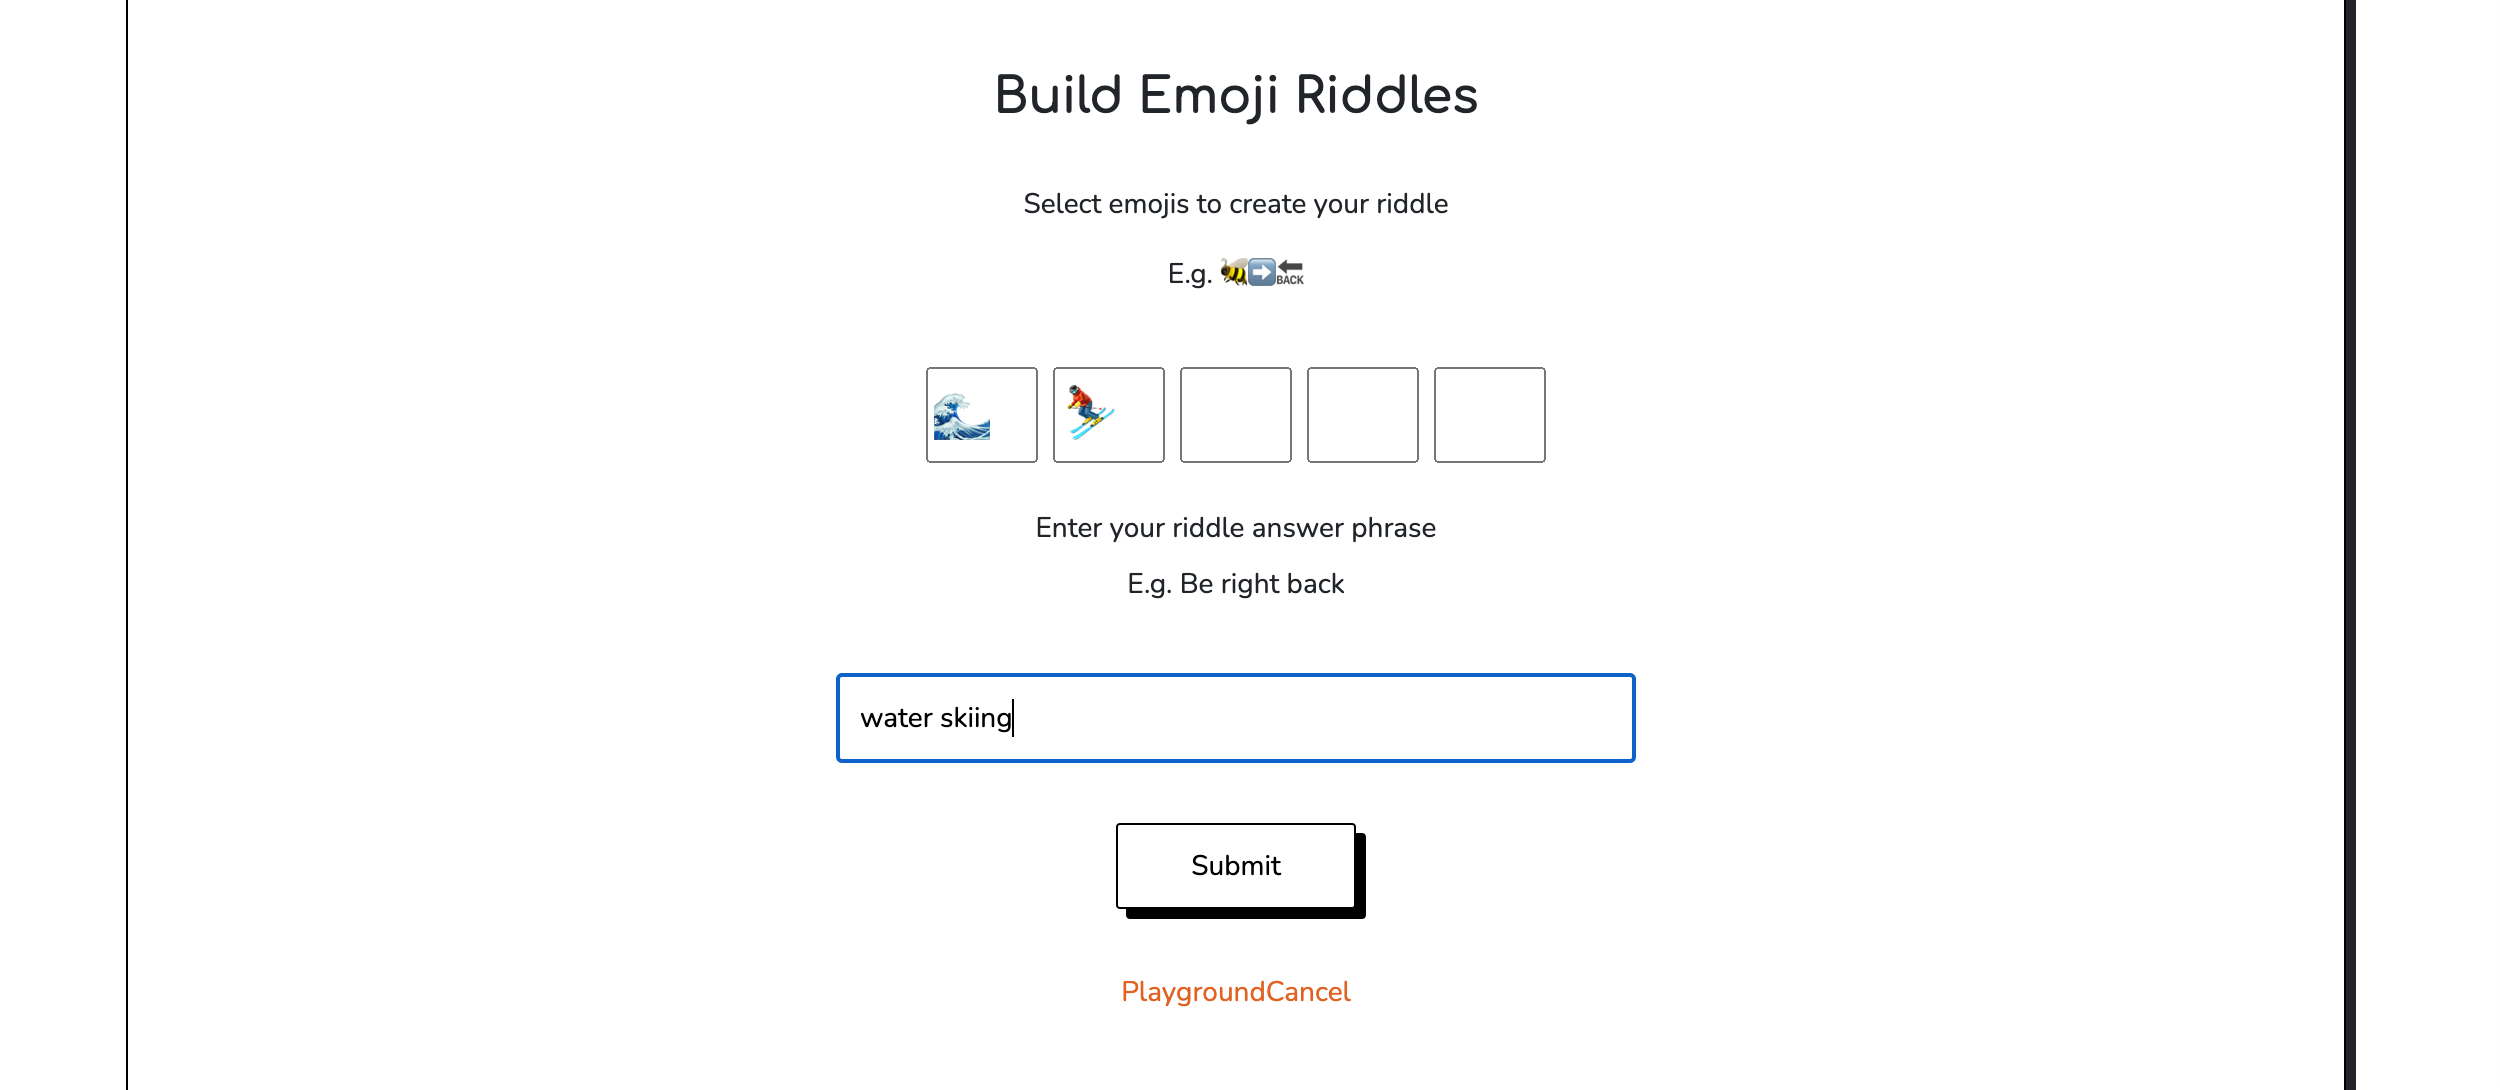 Build Emoji Riddles
Select emojis to create your riddle
E.g. 🐝➡️🔙
🌊 ⛷️
Enter your riddle answer phrase
E.g. Be right back
water skiing
Submit
PlaygroundCancel